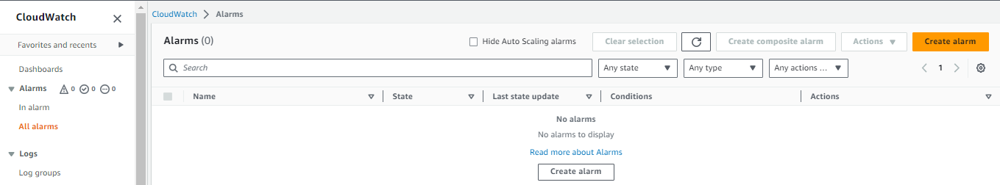 CloudWatch
Favorites and recents
Dashboards
Alarms 0 0 0
In alarm
All alarms
Logs
Log groups
CloudWatch > Alarms
Alarms (0)
Hide Auto Scaling alarms
Clear selection
Create composite alarm
Actions
Create alarm
Search
Any state
Any type
Any actions ...
1
Name State Last state update Conditions Actions
No alarms
No alarms to display
Read more about Alarms
Create alarm